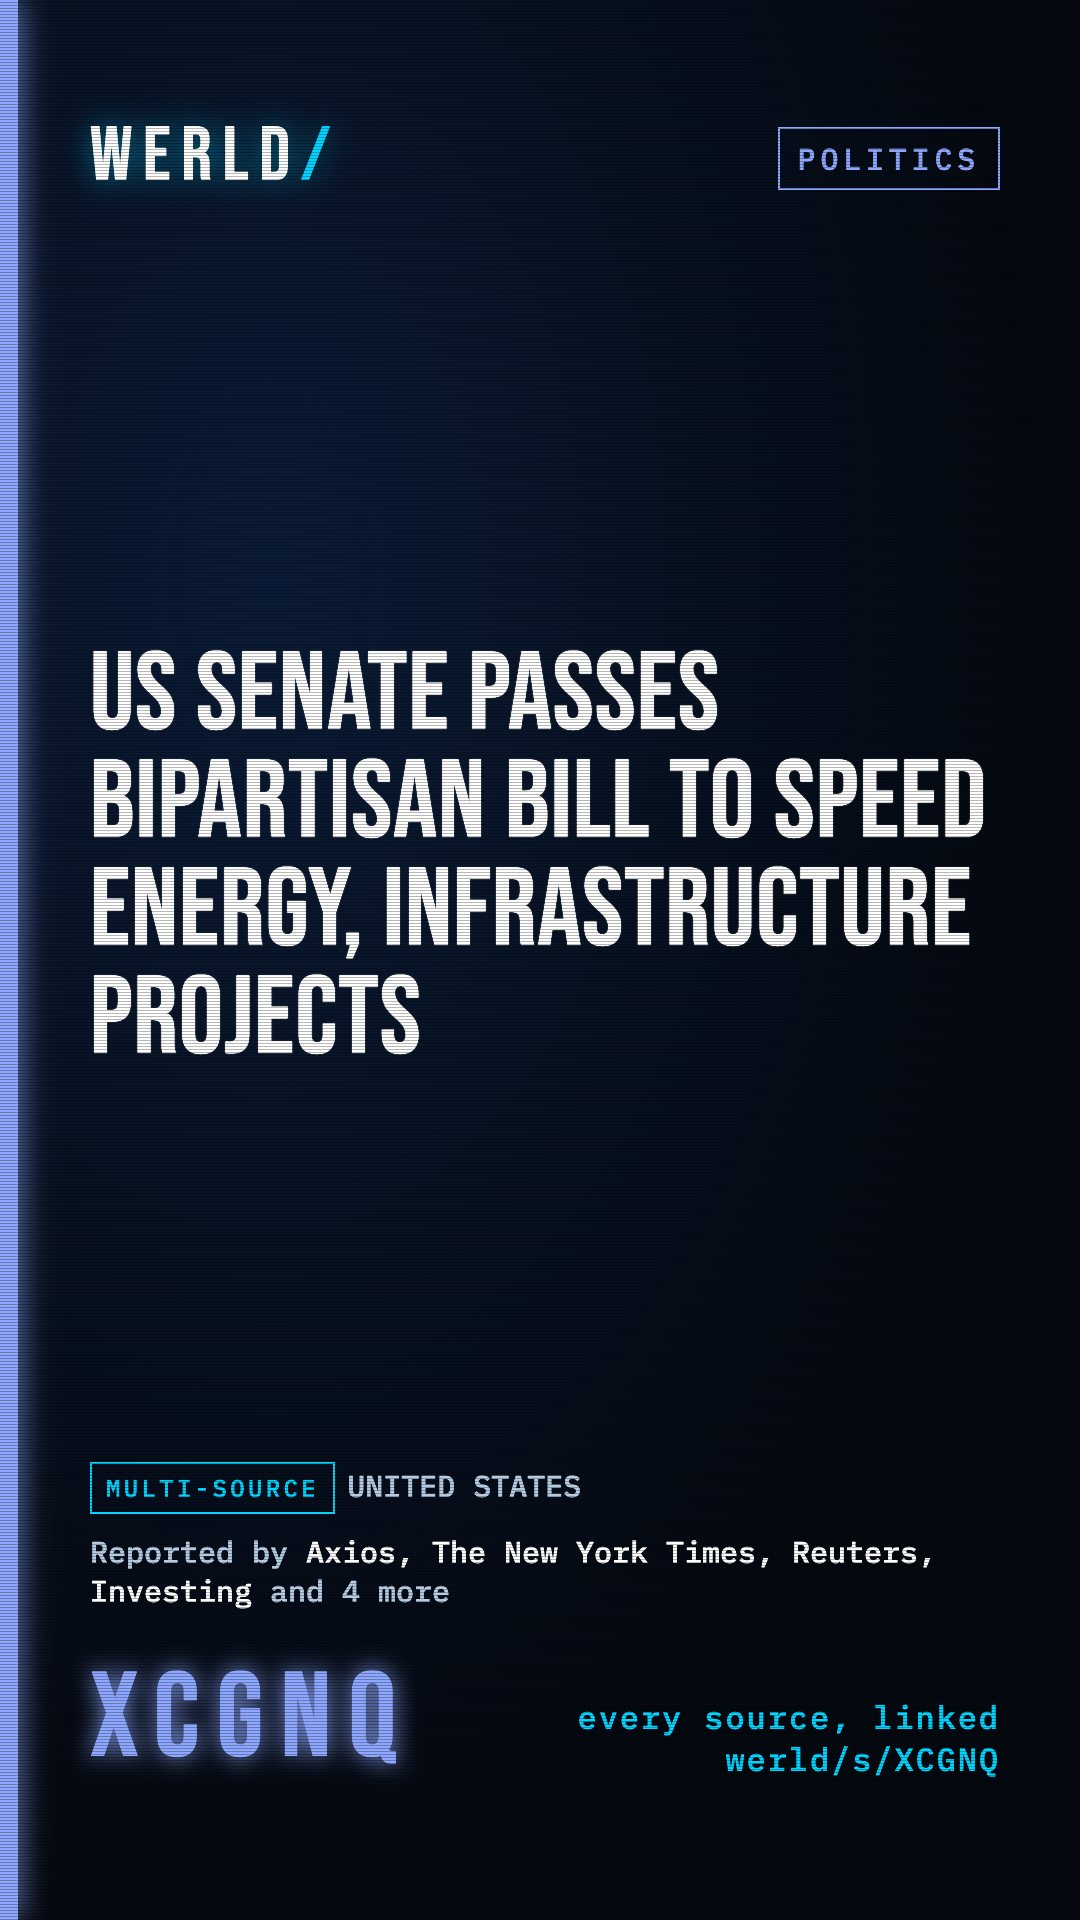 WERLD/
POLITICS
US SENATE PASSES
BIPARTISAN BILL TO SPEED
ENERGY, INFRASTRUCTURE
PROJECTS
MULTI-SOURCE UNITED STATES
Reported by Axios, The New York Times, Reuters,
Investing and 4 more
XCGNQ
every source, linked
werld/s/XCGNQ